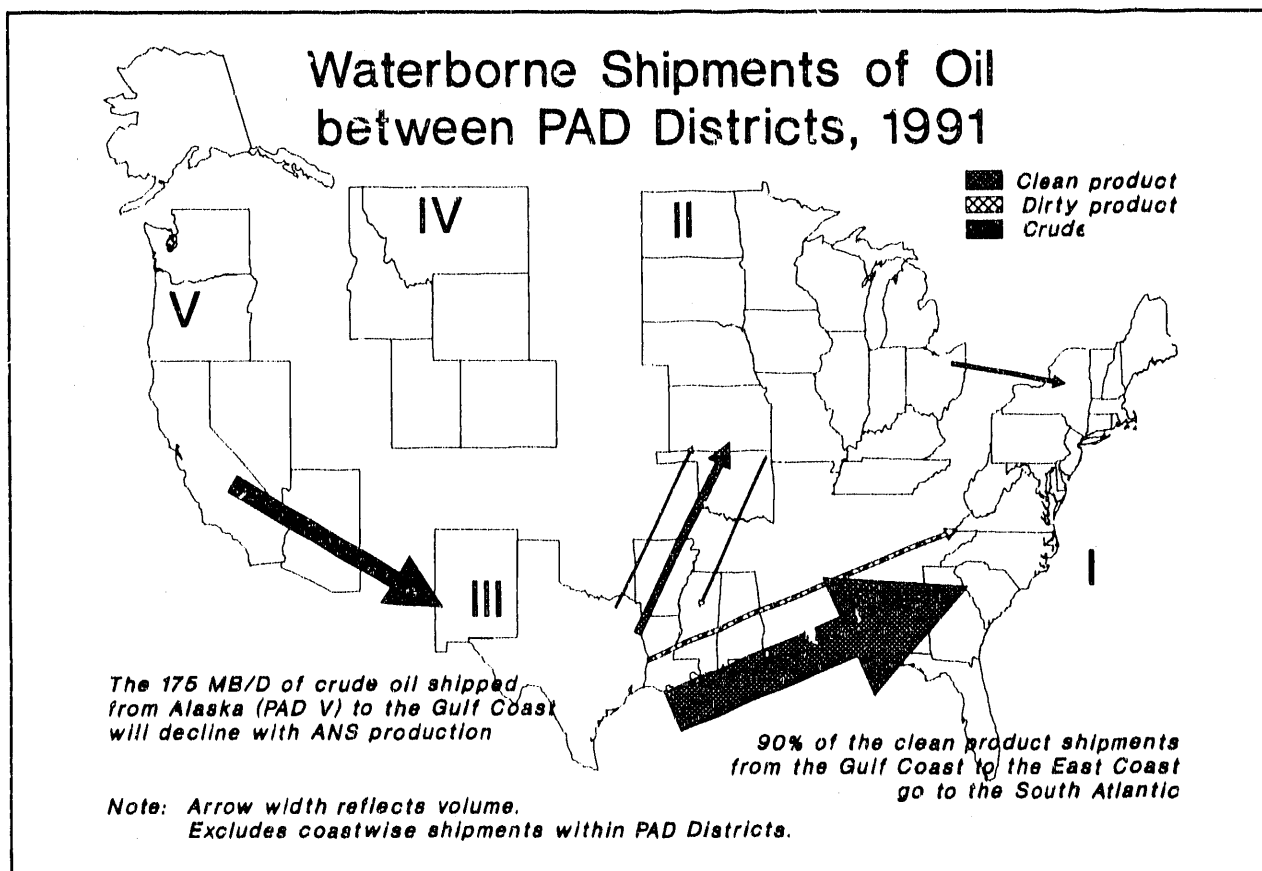 Waterborne Shipments of Oil
between PAD Districts, 1991
Clean product
Dirty product
Crude
IV
II
V
III
I
The 175 MB/D of crude oil shipped
from Alaska (PAD V) to the Gulf Coast
will decline with ANS production
90% of the clean product shipments
from the Gulf Coast to the East Coast
go to the South Atlantic
Note: Arrow width reflects volume.
Excludes coastwise shipments within PAD Districts.